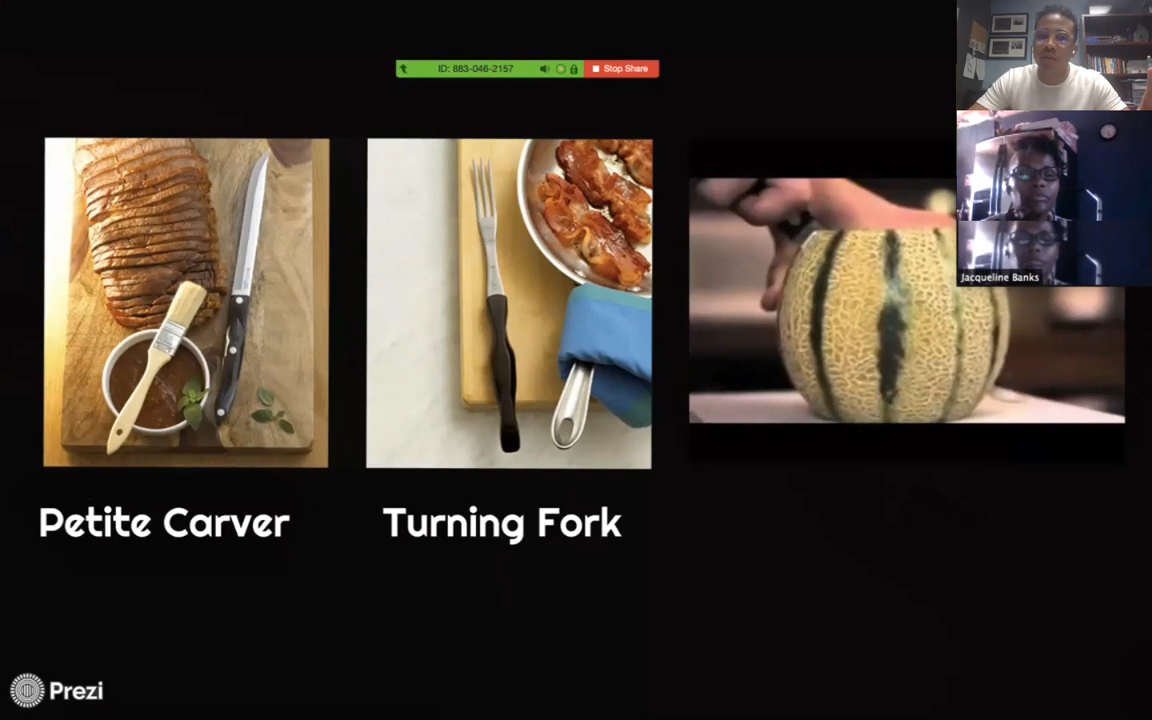 ID: 883-046-2157 Stop Share
Jacqueline Banks
Petite Carver
Turning Fork
Prezi